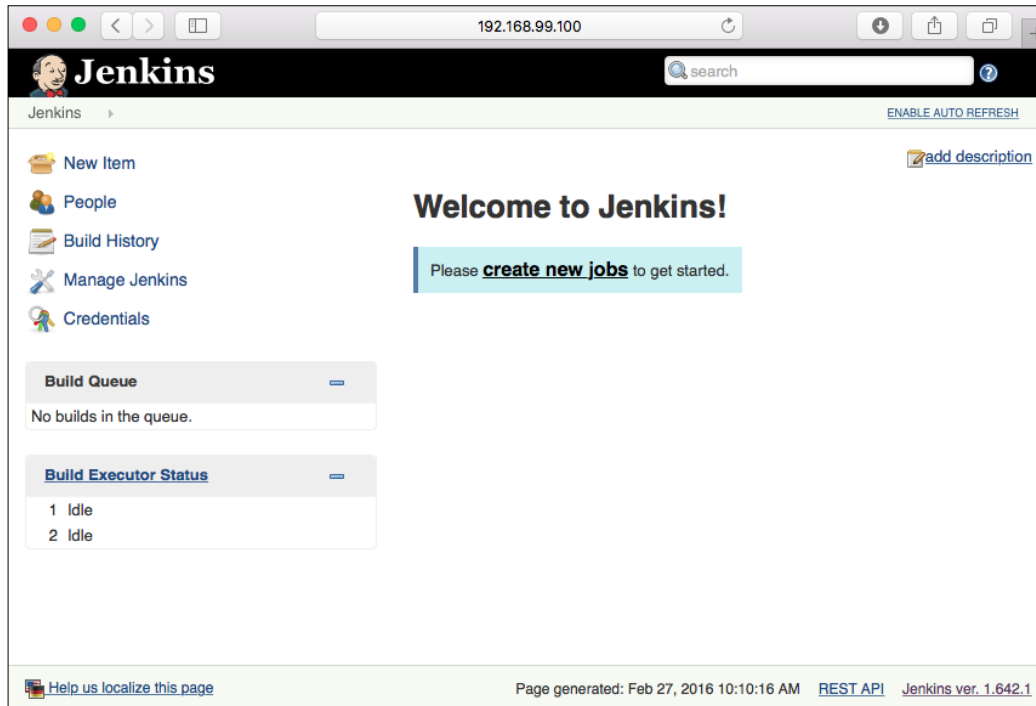 192.168.99.100
Jenkins
search
Jenkins
ENABLE AUTO REFRESH
New Item
People
Build History
Manage Jenkins
Credentials
add description
Welcome to Jenkins!
Please create new jobs to get started.
Build Queue
No builds in the queue.
Build Executor Status
1 Idle
2 Idle
Help us localize this page
Page generated: Feb 27, 2016 10:10:16 AM REST API Jenkins ver. 1.642.1